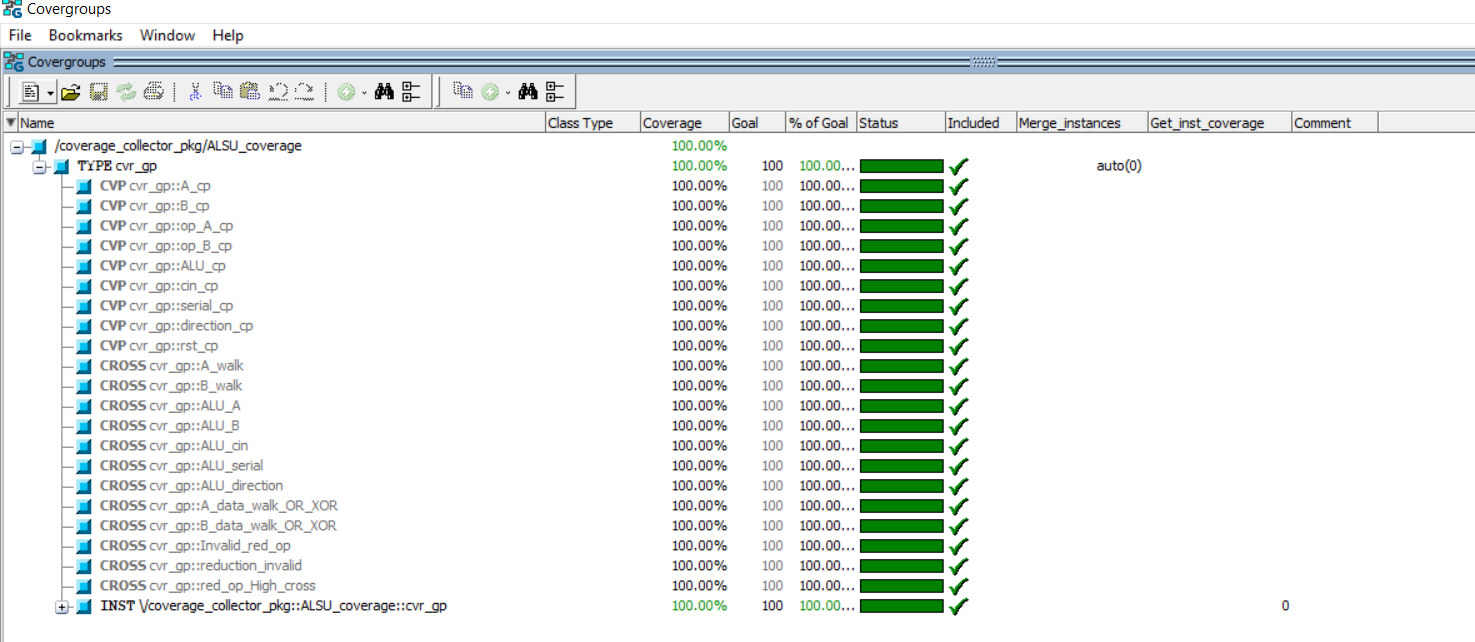 Covergroups
File Bookmarks Window Help
Covergroups
Name Class Type Coverage Goal % of Goal Status Included Merge_instances Get_inst_coverage Comment
/coverage_collector_pkg/ALSU_coverage 100.00%
TYPE cvr_gp 100.00% 100 100.00... auto(0)
CVP cvr_gp::A_cp 100.00% 100 100.00...
CVP cvr_gp::B_cp 100.00% 100 100.00...
CVP cvr_gp::op_A_cp 100.00% 100 100.00...
CVP cvr_gp::op_B_cp 100.00% 100 100.00...
CVP cvr_gp::ALU_cp 100.00% 100 100.00...
CVP cvr_gp::cin_cp 100.00% 100 100.00...
CVP cvr_gp::serial_cp 100.00% 100 100.00...
CVP cvr_gp::direction_cp 100.00% 100 100.00...
CVP cvr_gp::rst_cp 100.00% 100 100.00...
CROSS cvr_gp::A_walk 100.00% 100 100.00...
CROSS cvr_gp::B_walk 100.00% 100 100.00...
CROSS cvr_gp::ALU_A 100.00% 100 100.00...
CROSS cvr_gp::ALU_B 100.00% 100 100.00...
CROSS cvr_gp::ALU_cin 100.00% 100 100.00...
CROSS cvr_gp::ALU_serial 100.00% 100 100.00...
CROSS cvr_gp::ALU_direction 100.00% 100 100.00...
CROSS cvr_gp::A_data_walk_OR_XOR 100.00% 100 100.00...
CROSS cvr_gp::B_data_walk_OR_XOR 100.00% 100 100.00...
CROSS cvr_gp::Invalid_red_op 100.00% 100 100.00...
CROSS cvr_gp::reduction_invalid 100.00% 100 100.00...
CROSS cvr_gp::red_op_High_cross 100.00% 100 100.00...
INST \/coverage_collector_pkg::ALSU_coverage::cvr_gp 100.00% 100 100.00... 0